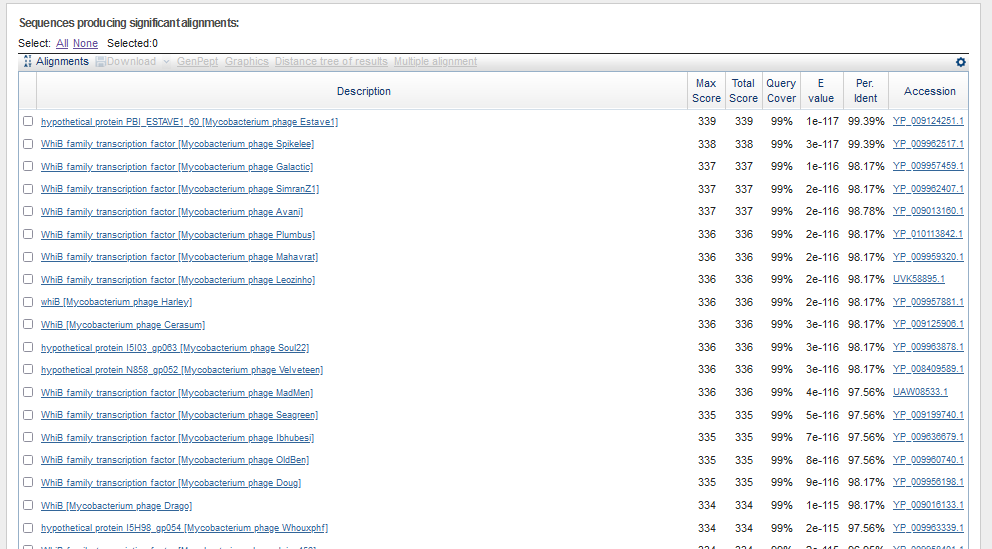 Sequences producing significant alignments:
Select: All None Selected:0
Alignments Download GenPept Graphics Distance tree of results Multiple alignment
Description Max Score Total Score Query Cover E value Per. Ident Accession
hypothetical protein PBI_ESTAVE1_60 [Mycobacterium phage Estave1] 339 339 99% 1e-117 99.39% YP_009124251.1
WhiB family transcription factor [Mycobacterium phage Spikelee] 338 338 99% 3e-117 99.39% YP_009962517.1
WhiB family transcription factor [Mycobacterium phage Galactic] 337 337 99% 1e-116 98.17% YP_009957459.1
WhiB family transcription factor [Mycobacterium phage SimranZ1] 337 337 99% 2e-116 98.17% YP_009962407.1
WhiB family transcription factor [Mycobacterium phage Avani] 337 337 99% 2e-116 98.78% YP_009013160.1
WhiB family transcription factor [Mycobacterium phage Plumbus] 336 336 99% 2e-116 98.17% YP_010113842.1
WhiB family transcription factor [Mycobacterium phage Mahavrat] 336 336 99% 2e-116 98.17% YP_009959320.1
WhiB family transcription factor [Mycobacterium phage Leozinho] 336 336 99% 2e-116 98.17% UVK58895.1
whiB [Mycobacterium phage Harley] 336 336 99% 2e-116 98.17% YP_009957881.1
WhiB [Mycobacterium phage Cerasum] 336 336 99% 3e-116 98.17% YP_009125906.1
hypothetical protein I5I03_gp063 [Mycobacterium phage Soul22] 336 336 99% 3e-116 98.17% YP_009963878.1
hypothetical protein N858_gp052 [Mycobacterium phage Velveteen] 336 336 99% 3e-116 98.17% YP_008409589.1
WhiB family transcription factor [Mycobacterium phage MadMen] 336 336 99% 4e-116 97.56% UAW08533.1
WhiB family transcription factor [Mycobacterium phage Seagreen] 335 335 99% 5e-116 97.56% YP_009199740.1
WhiB family transcription factor [Mycobacterium phage Ibhubesi] 335 335 99% 7e-116 97.56% YP_009636679.1
WhiB family transcription factor [Mycobacterium phage OldBen] 335 335 99% 8e-116 97.56% YP_009960740.1
WhiB family transcription factor [Mycobacterium phage Doug] 335 335 99% 9e-116 98.17% YP_009956198.1
WhiB [Mycobacterium phage Drago] 334 334 99% 1e-115 98.17% YP_009016133.1
hypothetical protein I5H98_gp054 [Mycobacterium phage Whouxphf] 334 334 99% 2e-115 97.56% YP_009963339.1